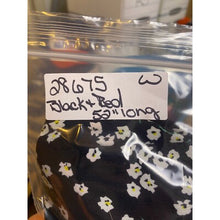 28675 W
Black + Red
52" long